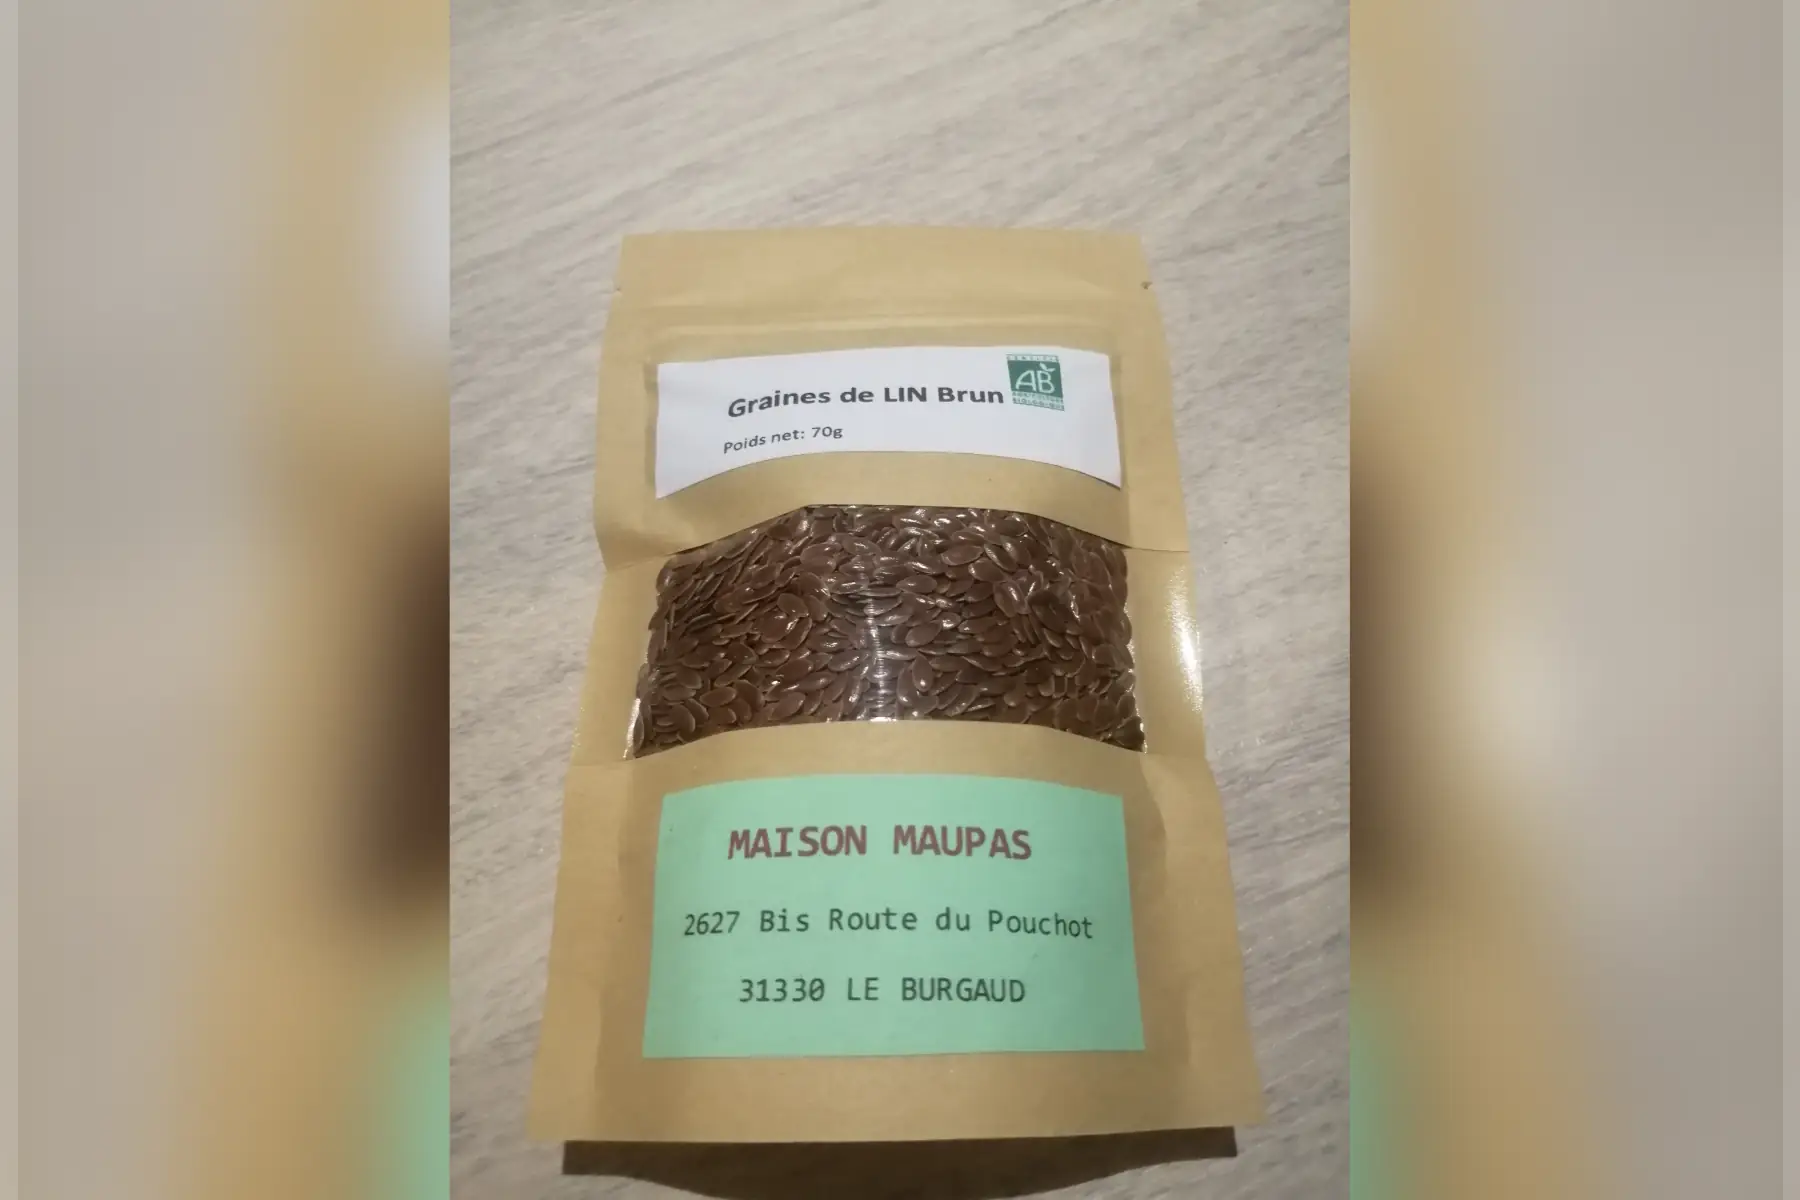 Graines de LIN Brun
AB
Poids net: 70g
MAISON MAUPAS
2627 Bis Route du Pouchot
31330 LE BURGAUD